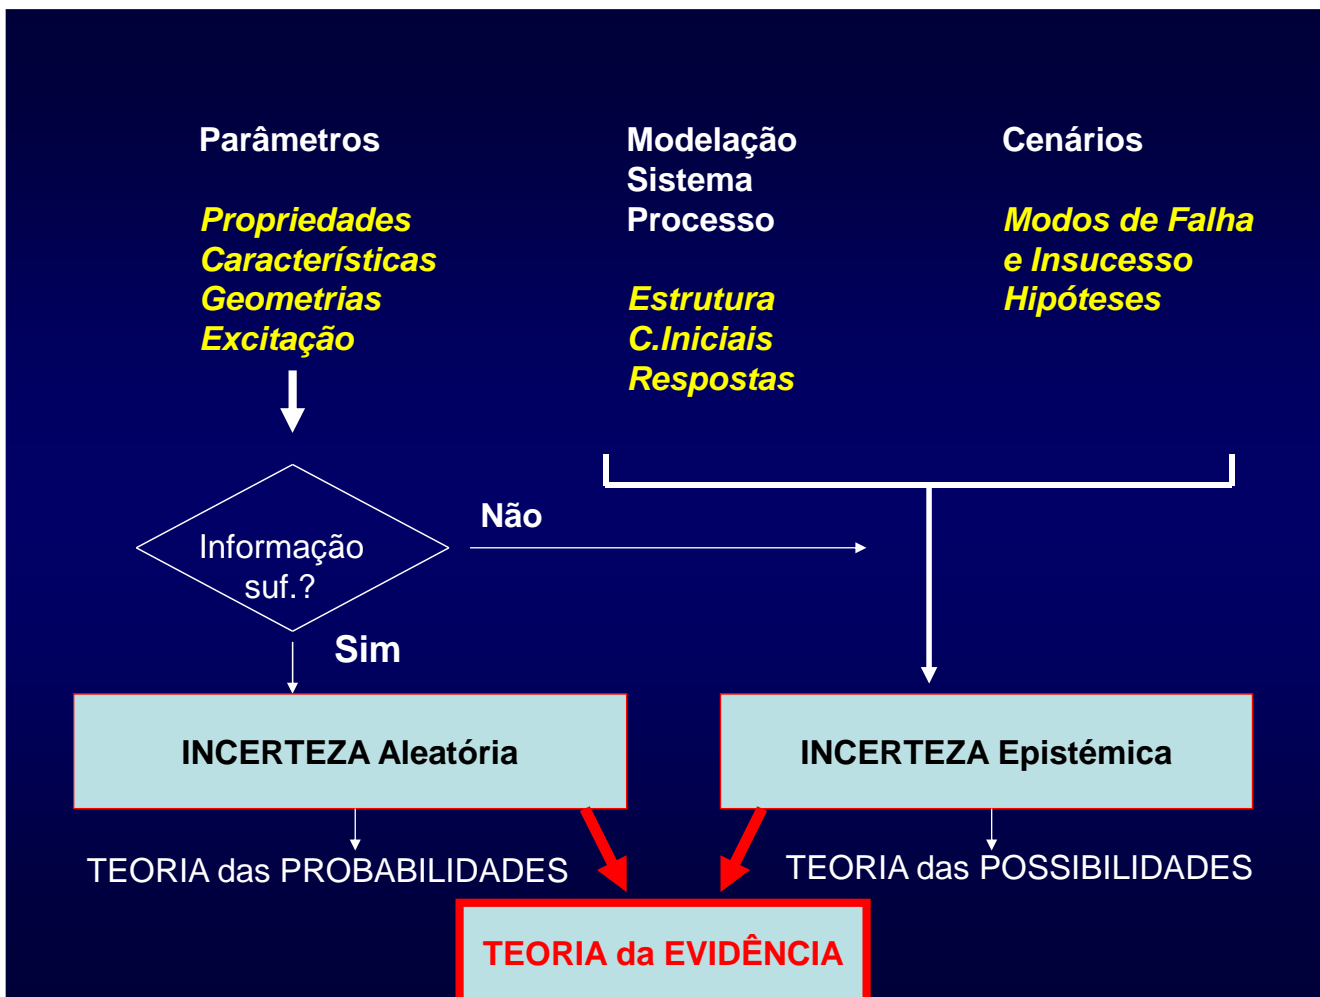 Parâmetros
Propriedades
Características
Geometrias
Excitação
Modelação
Sistema
Processo
Estrutura
C.Iniciais
Respostas
Cenários
Modos de Falha
e Insucesso
Hipóteses
Informação
suf.?
Não
Sim
INCERTEZA Aleatória
INCERTEZA Epistémica
TEORIA das PROBABILIDADES
TEORIA das POSSIBILIDADES
TEORIA da EVIDÊNCIA